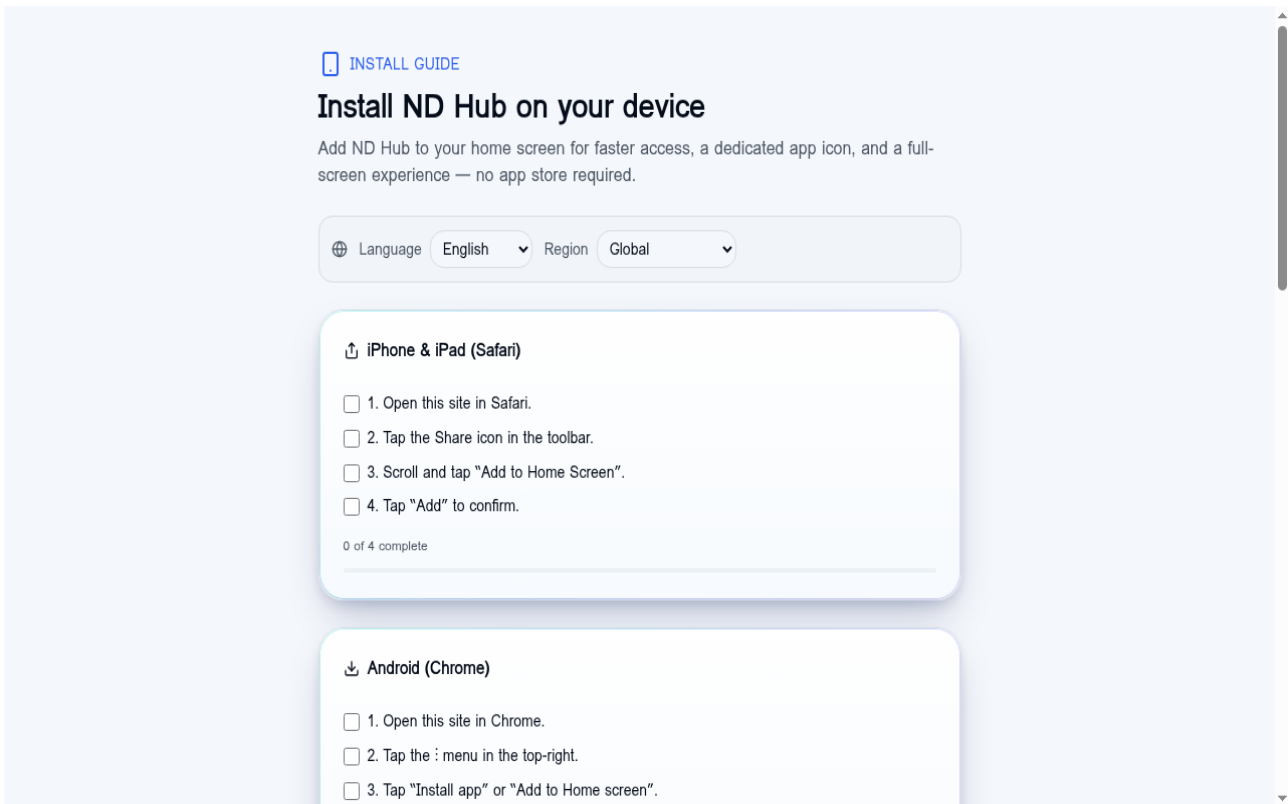 INSTALL GUIDE
Install ND Hub on your device
Add ND Hub to your home screen for faster access, a dedicated app icon, and a full-
screen experience — no app store required.
Language English Region Global
iPhone & iPad (Safari)
1. Open this site in Safari.
2. Tap the Share icon in the toolbar.
3. Scroll and tap “Add to Home Screen”.
4. Tap “Add” to confirm.
0 of 4 complete
Android (Chrome)
1. Open this site in Chrome.
2. Tap the ⋮ menu in the top-right.
3. Tap “Install app” or “Add to Home screen”.